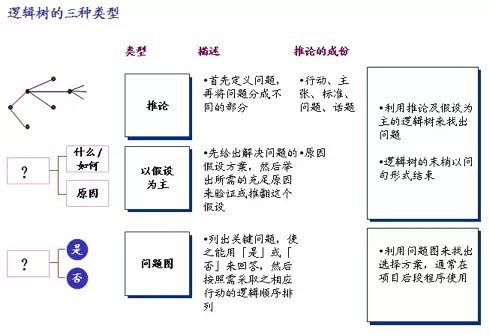 逻辑树的三种类型
类型
描述
推论的成份
推论
•首先定义问题，
再将问题分成不
同的部分
•行动、主
张、标准、
问题、话题
•利用推论及假设为
主的逻辑树来找出
问题
•逻辑树的末梢以问
句形式结束
?
什么/
如何
原因
以假设
为主
•先给出解决问题的
假设方案，然后举
出所需的充足原因
来验证或推翻这个
假设
•原因
?
是
否
问题图
•列出关键问题，使
之能用「是」或「
否」来回答，然后
按照需采取之相应
行动的逻辑顺序排
列
•利用问题图来找出
选择方案，通常在
项目后段程序使用